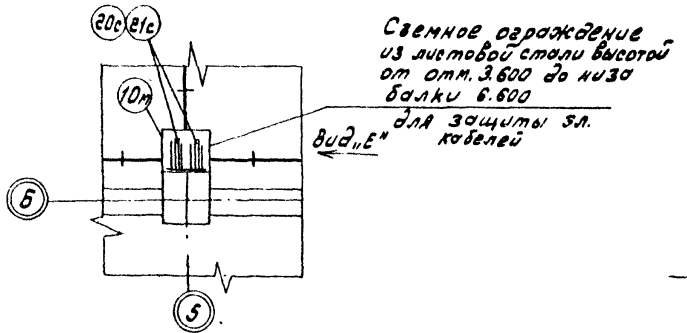 20с 21с
Съемное ограждение
из листовой стали высотой
от отм. 3.600 до низа
балки 6.600
для защиты эл.
кабелей
10м
Вид „Е"
Б
5